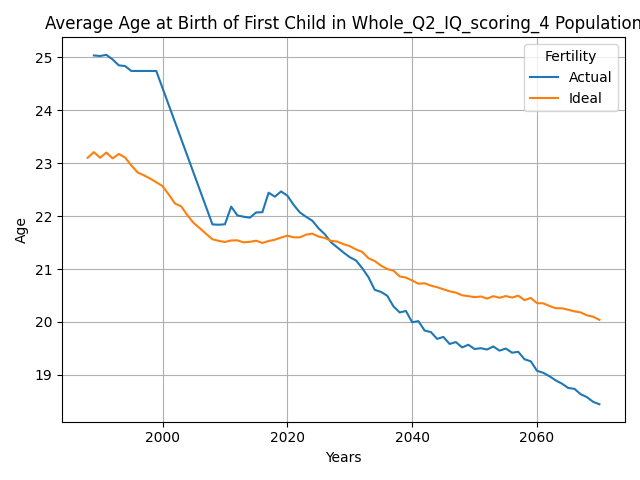 Average Age at Birth of First Child in Whole_Q2_IQ_scoring_4 Population
Fertility
Actual
Ideal
Age
25
24
23
22
21
20
19
2000
2020
2040
2060
Years